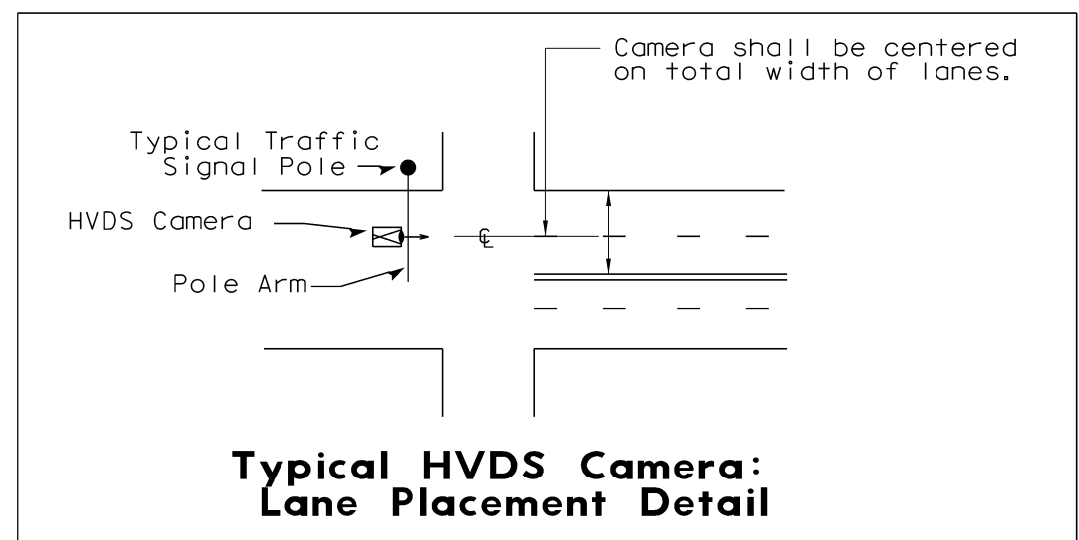 Camera shall be centered
on total width of lanes.
Typical Traffic
Signal Pole
HVDS Camera
℄
Pole Arm
Typical HVDS Camera:
Lane Placement Detail